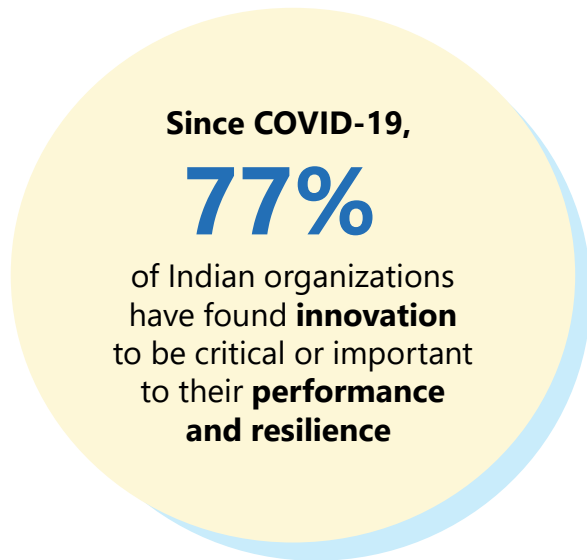 Since COVID-19,
77%
of Indian organizations
have found innovation
to be critical or important
to their performance
and resilience